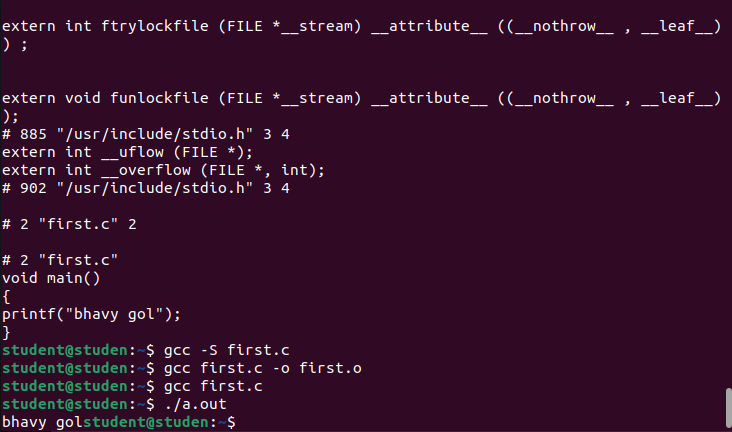 extern int ftrylockfile (FILE *__stream) __attribute__ ((__nothrow__ , __leaf__)
) ;
extern void funlockfile (FILE *__stream) __attribute__ ((__nothrow__ , __leaf__)
);
# 885 "/usr/include/stdio.h" 3 4
extern int __uflow (FILE *);
extern int __overflow (FILE *, int);
# 902 "/usr/include/stdio.h" 3 4
# 2 "first.c" 2
# 2 "first.c"
void main()
{
printf("bhavy gol");
}
student@studen:~$ gcc -S first.c
student@studen:~$ gcc first.c -o first.o
student@studen:~$ gcc first.c
student@studen:~$ ./a.out
bhavy golstudent@studen:~$